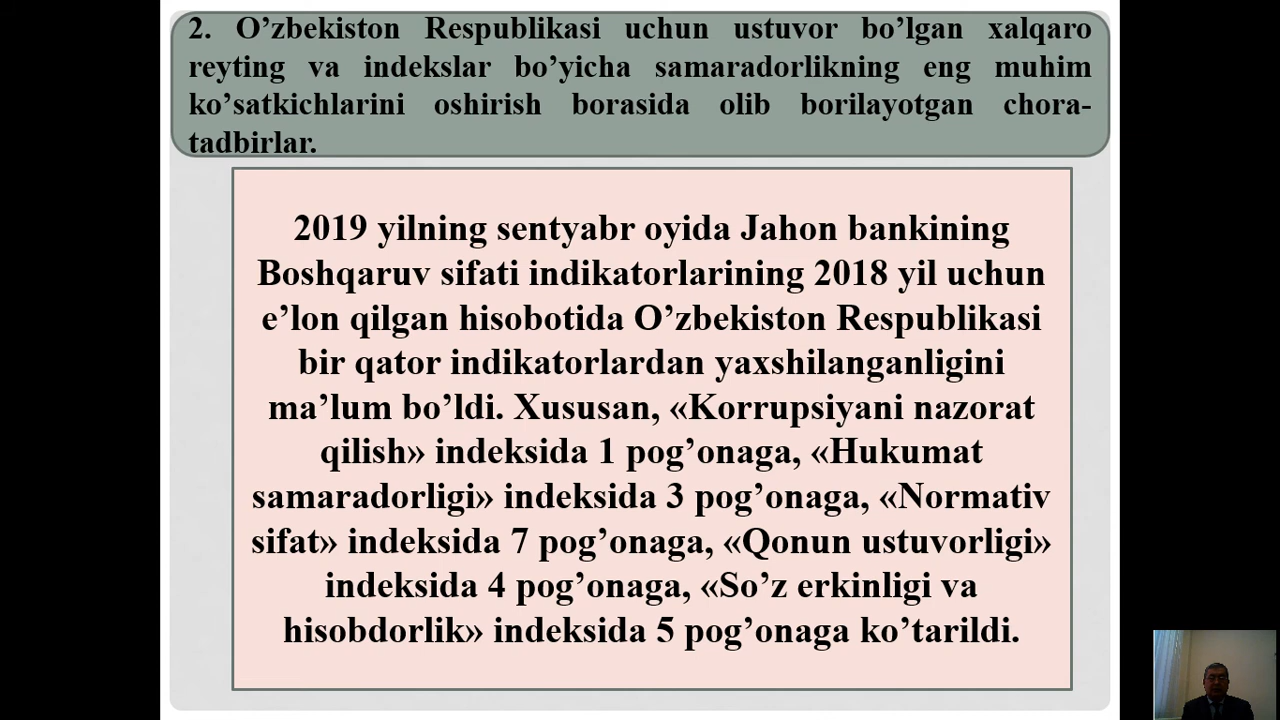 2. O’zbekiston Respublikasi uchun ustuvor bo’lgan xalqaro
reyting va indekslar bo’yicha samaradorlikning eng muhim
ko’satkichlarini oshirish borasida olib borilayotgan chora-
tadbirlar.
2019 yilning sentyabr oyida Jahon bankining
Boshqaruv sifati indikatorlarining 2018 yil uchun
e’lon qilgan hisobotida O’zbekiston Respublikasi
bir qator indikatorlardan yaxshilanganligini
ma’lum bo’ldi. Xususan, «Korrupsiyani nazorat
qilish» indeksida 1 pog’onaga, «Hukumat
samaradorligi» indeksida 3 pog’onaga, «Normativ
sifat» indeksida 7 pog’onaga, «Qonun ustuvorligi»
indeksida 4 pog’onaga, «So’z erkinligi va
hisobdorlik» indeksida 5 pog’onaga ko’tarildi.